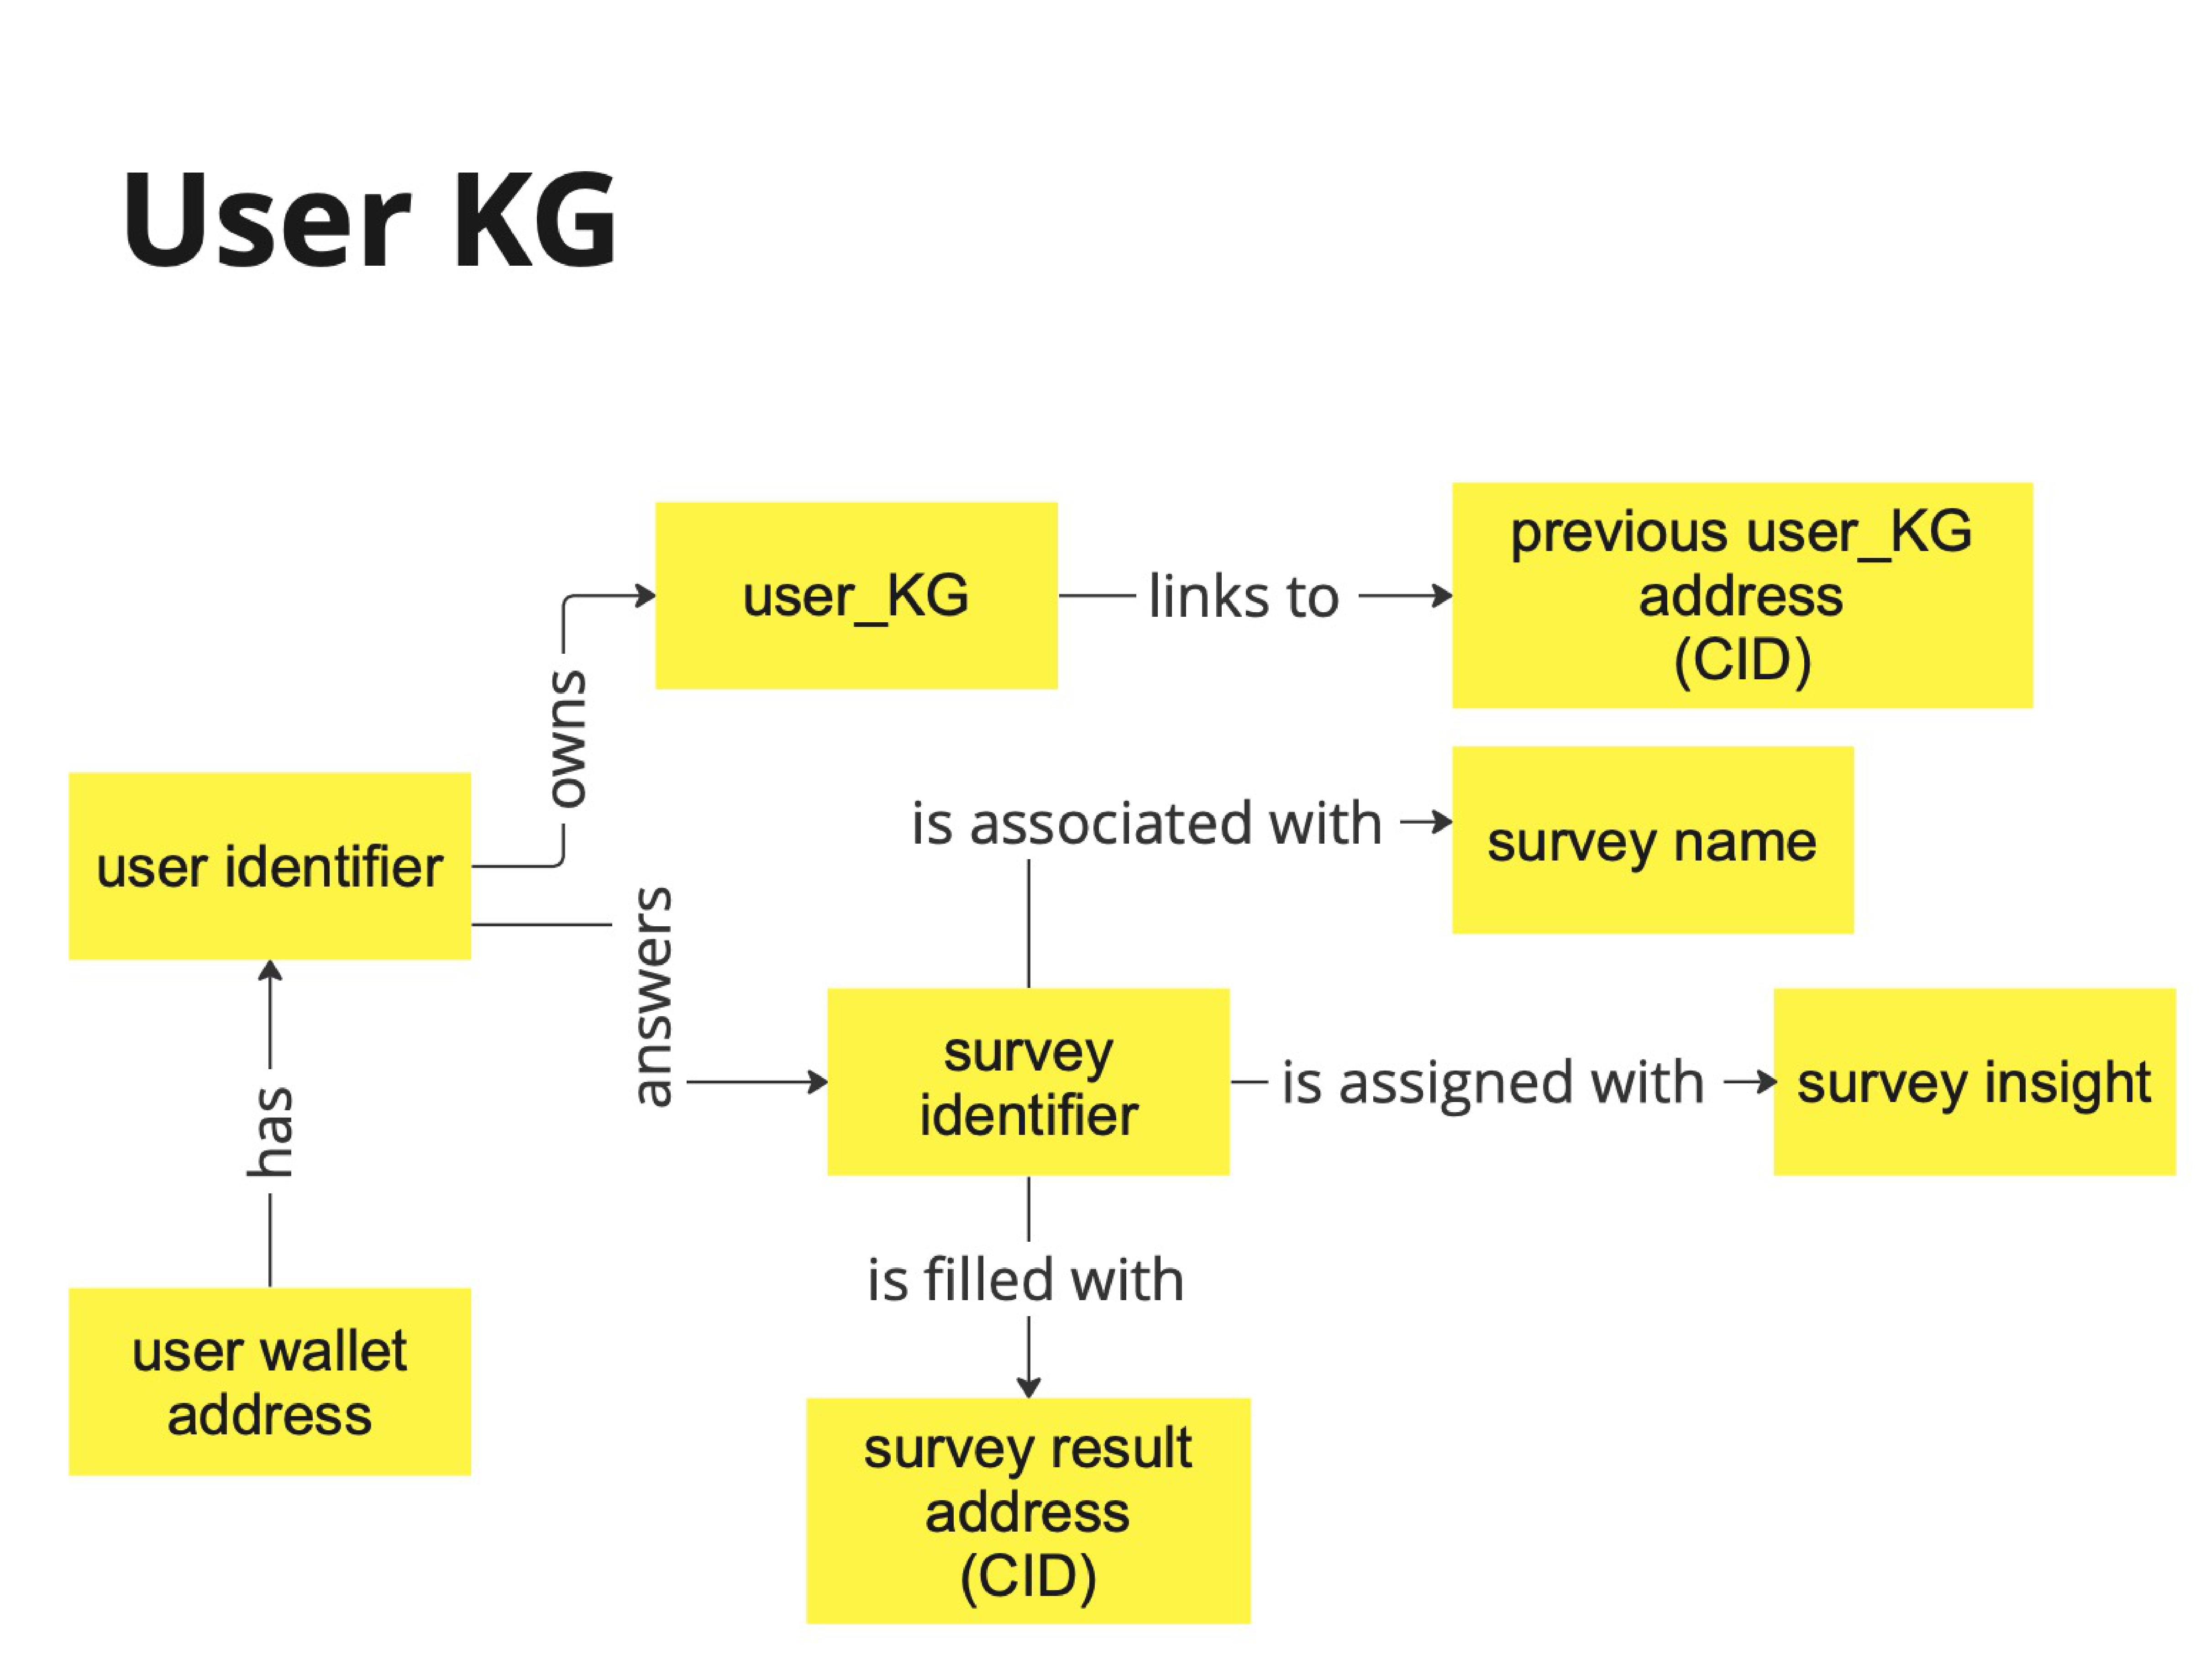 User KG
user_KG
links to
previous user_KG
address
(CID)
owns
is associated with
survey name
user identifier
answers
survey
identifier
is assigned with
survey insight
has
is filled with
user wallet
address
survey result
address
(CID)